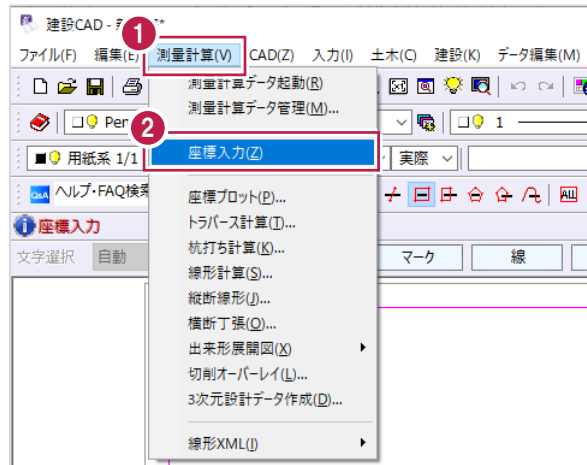 建設CAD -
1
ファイル(F) 編集(E) 測量計算(V) CAD(Z) 入力(I) 土木(C) 建設(K) データ編集(M)
測量計算データ起動(R)
測量計算データ管理(M)...
Pen
1
2
座標入力(Z)
用紙系 1/1
実際
座標プロット(P)...
ヘルプ・FAQ検索
ALL
トラバース計算(T)...
座標入力
杭打ち計算(K)...
文字選択 自動
マーク 線
線形計算(S)...
縦断線形(J)...
横断丁張(O)...
出来形展開図(X)
切削オーバーレイ(L)...
3次元設計データ作成(D)...
線形XML(I)